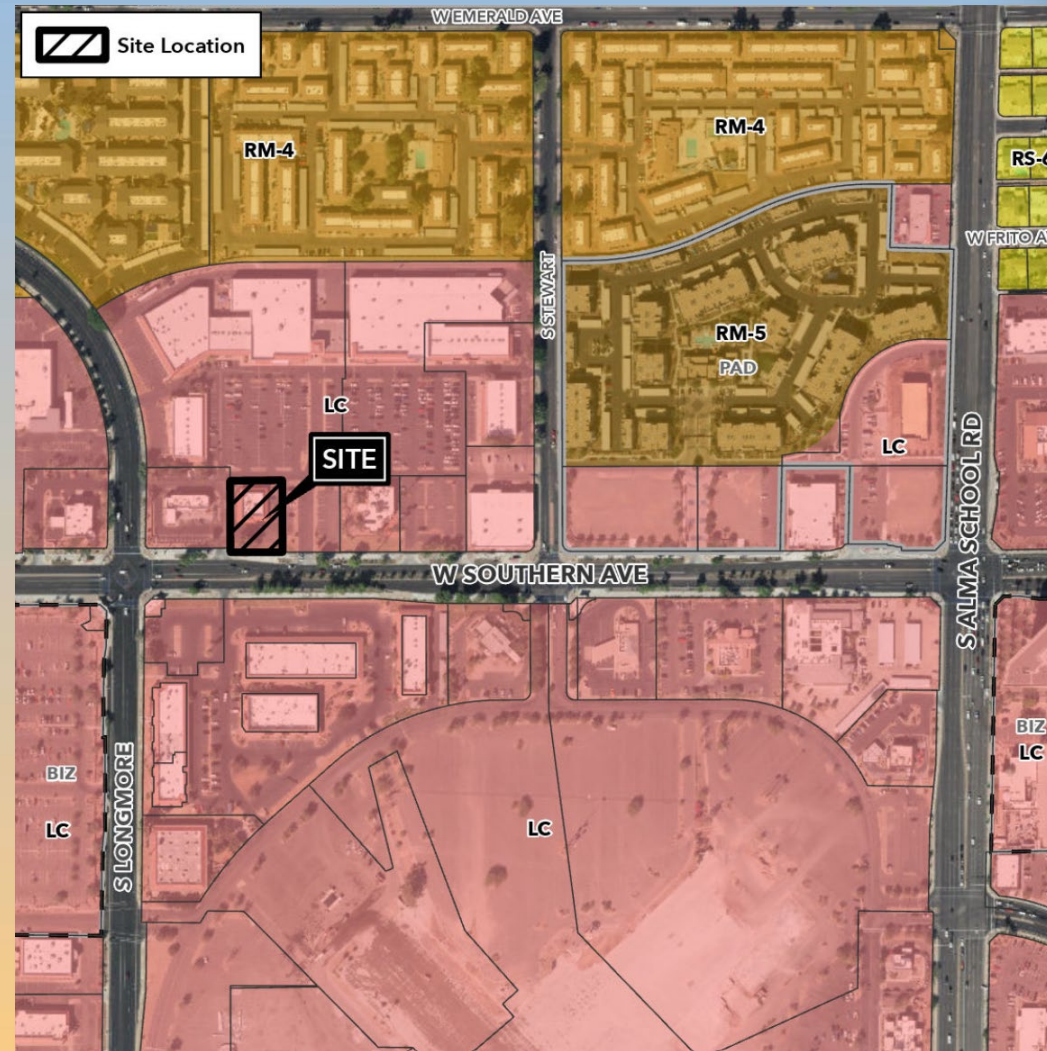 W EMERALD AVE
Site Location
RM-4
RM-4
RS-6
W FRITO AV
S STEWART
RM-5
PAD
LC
LC
SITE
S ALMA SCHOOL RD
W SOUTHERN AVE
S LONGMORE
BIZ
LC
LC
BIZ
LC